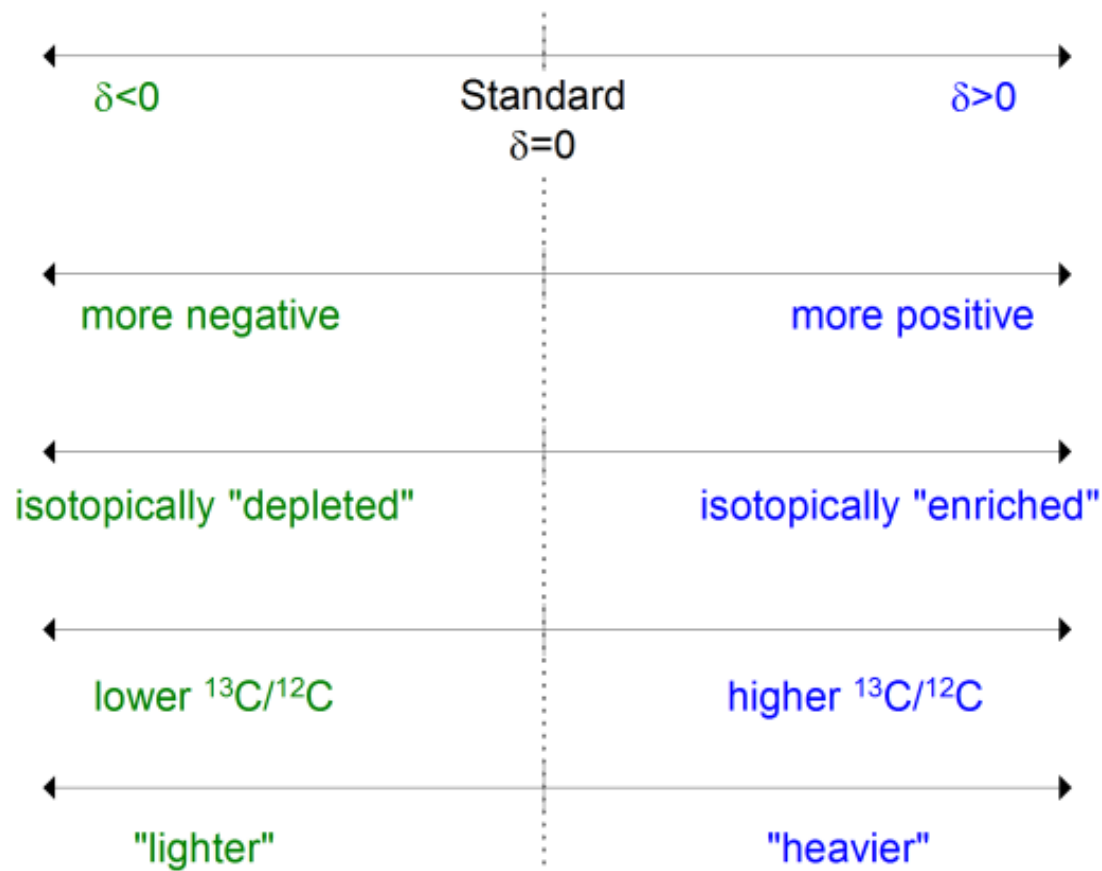 δ<0 Standard δ>0
δ=0
more negative more positive
isotopically "depleted" isotopically "enriched"
lower ¹³C/¹²C higher ¹³C/¹²C
"lighter" "heavier"